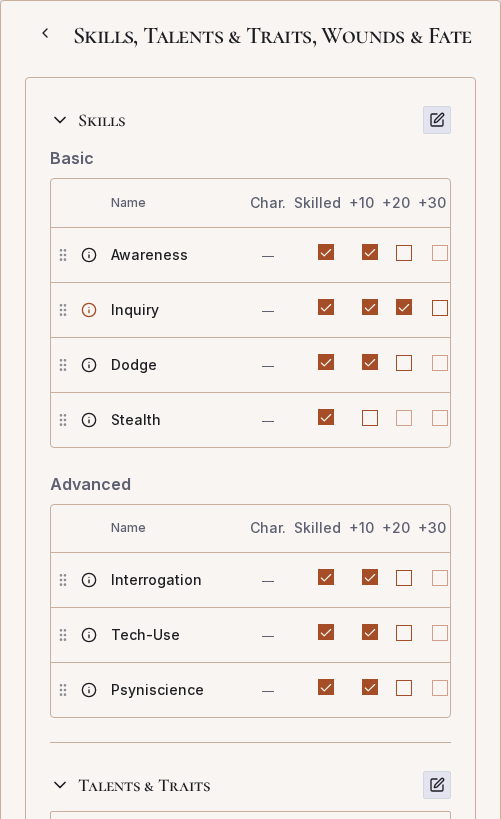 Skills, Talents & Traits, Wounds & Fate
Skills
Basic
Name Char. Skilled +10 +20 +30
Awareness —
Inquiry —
Dodge —
Stealth —
Advanced
Name Char. Skilled +10 +20 +30
Interrogation —
Tech-Use —
Psyniscience —
Talents & Traits